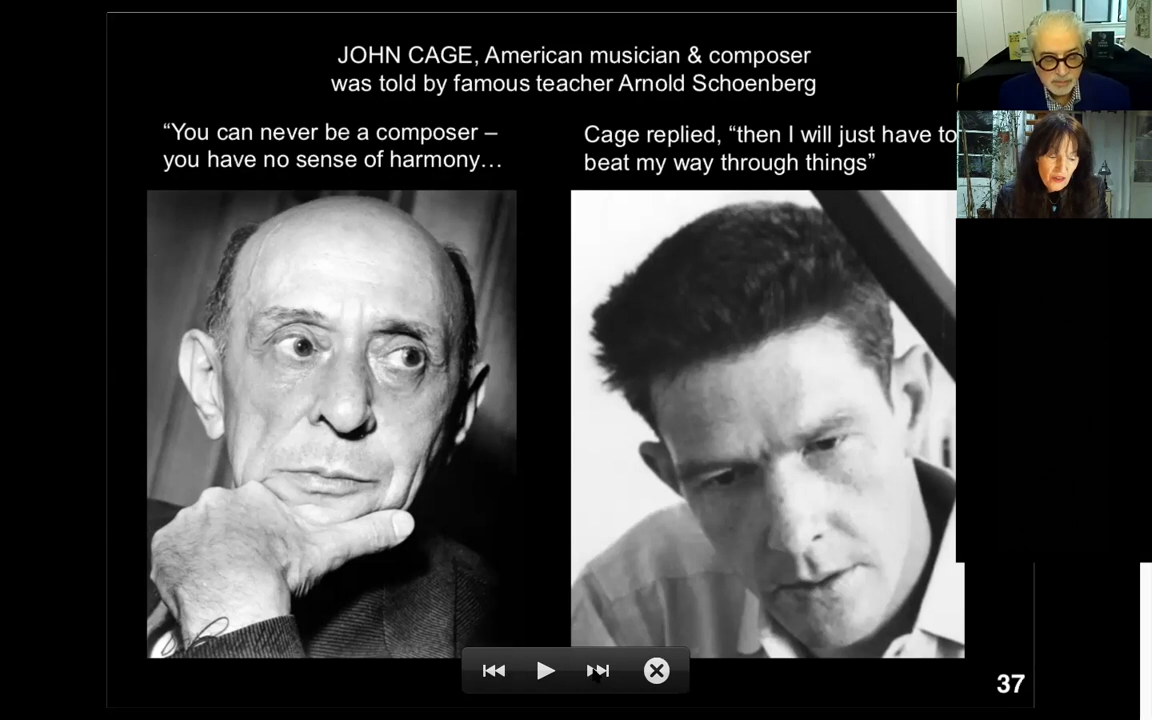 JOHN CAGE, American musician & composer
was told by famous teacher Arnold Schoenberg
“You can never be a composer –
you have no sense of harmony…
Cage replied, “then I will just have to
beat my way through things”
37